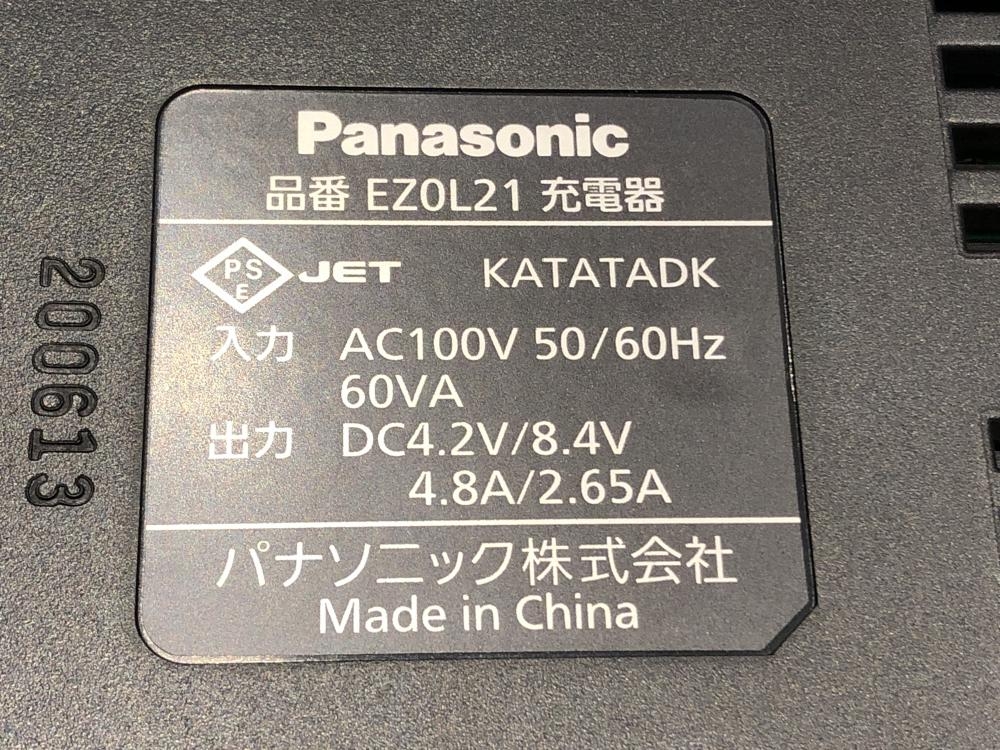 Panasonic
品番 EZ0L21 充電器
PSE JET KATATADK
入力 AC100V 50/60Hz
60VA
出力 DC4.2V/8.4V
4.8A/2.65A
パナソニック株式会社
Made in China
200613